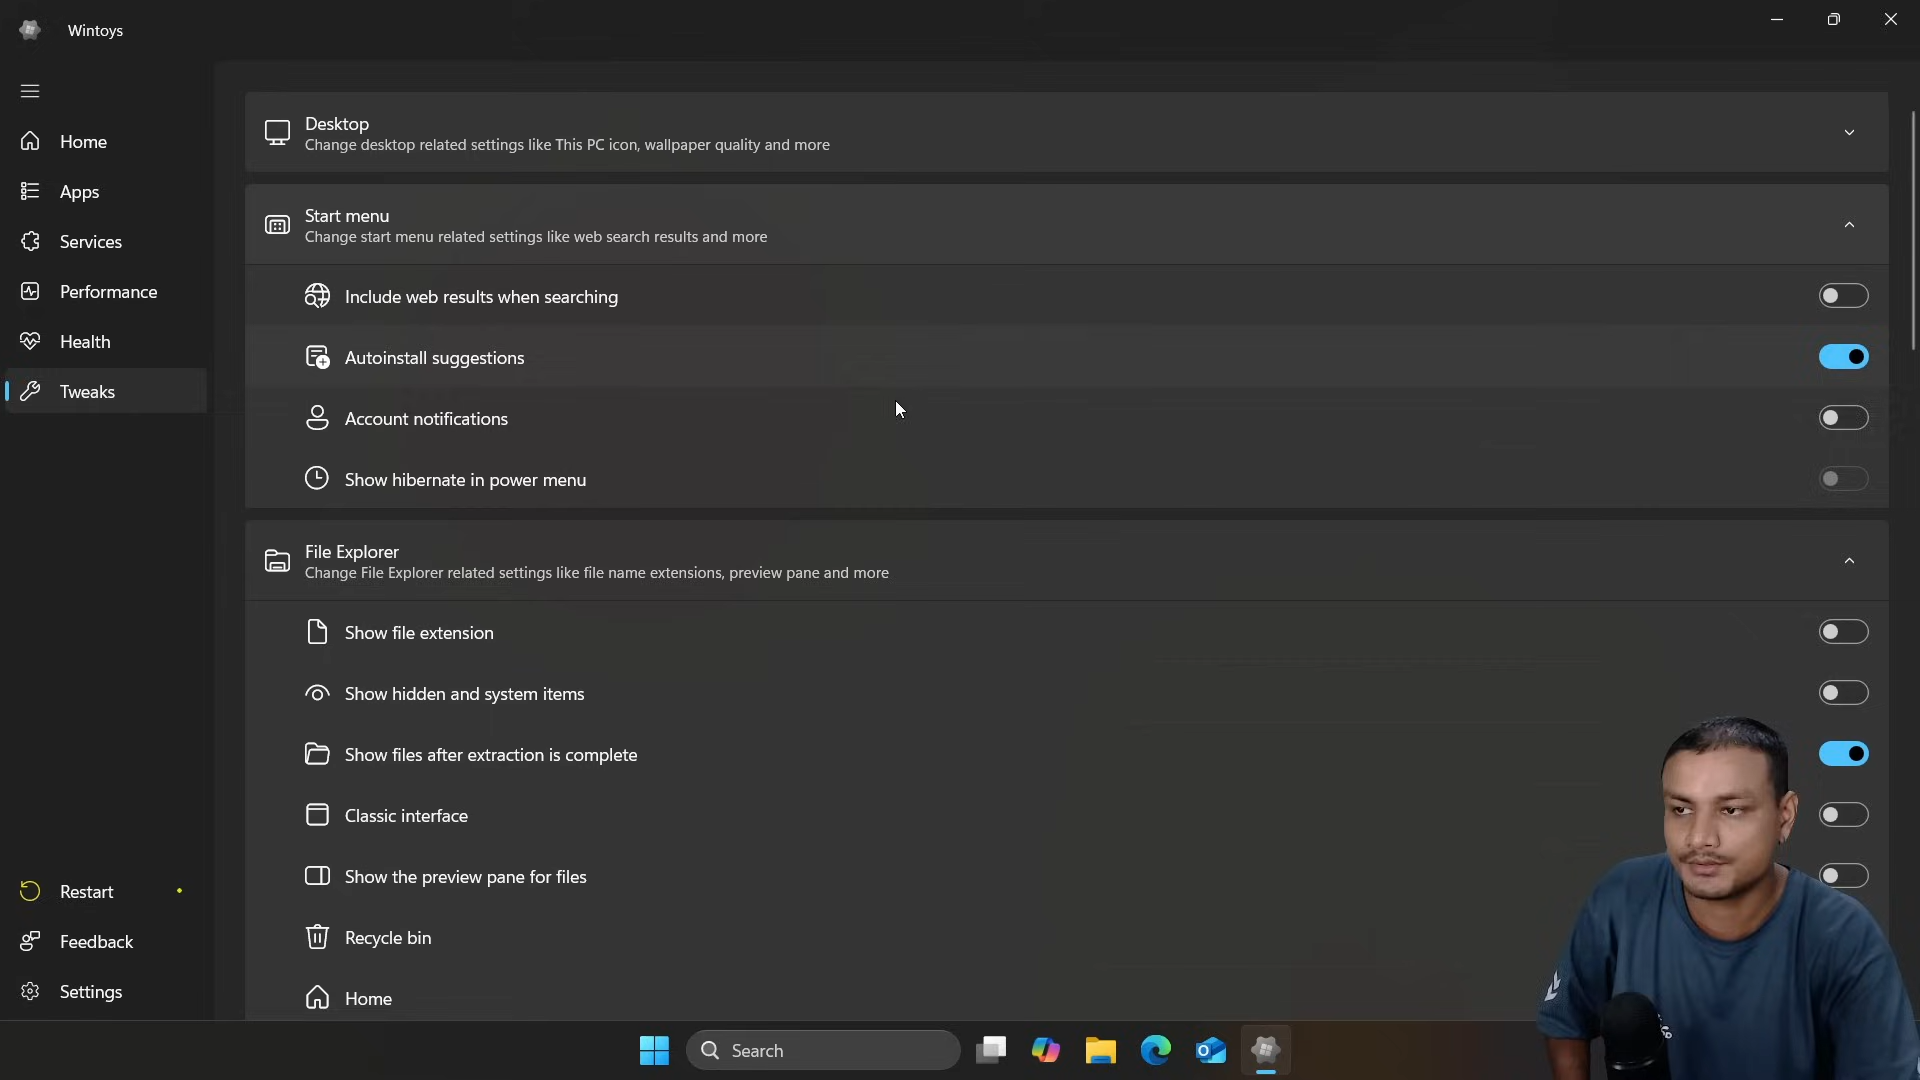 Wintoys
Home
Apps
Services
Performance
Health
Tweaks
Restart
Feedback
Settings
Desktop
Change desktop related settings like This PC icon, wallpaper quality and more
Start menu
Change start menu related settings like web search results and more
Include web results when searching
Autoinstall suggestions
Account notifications
Show hibernate in power menu
File Explorer
Change File Explorer related settings like file name extensions, preview pane and more
Show file extension
Show hidden and system items
Show files after extraction is complete
Classic interface
Show the preview pane for files
Recycle bin
Home
Search